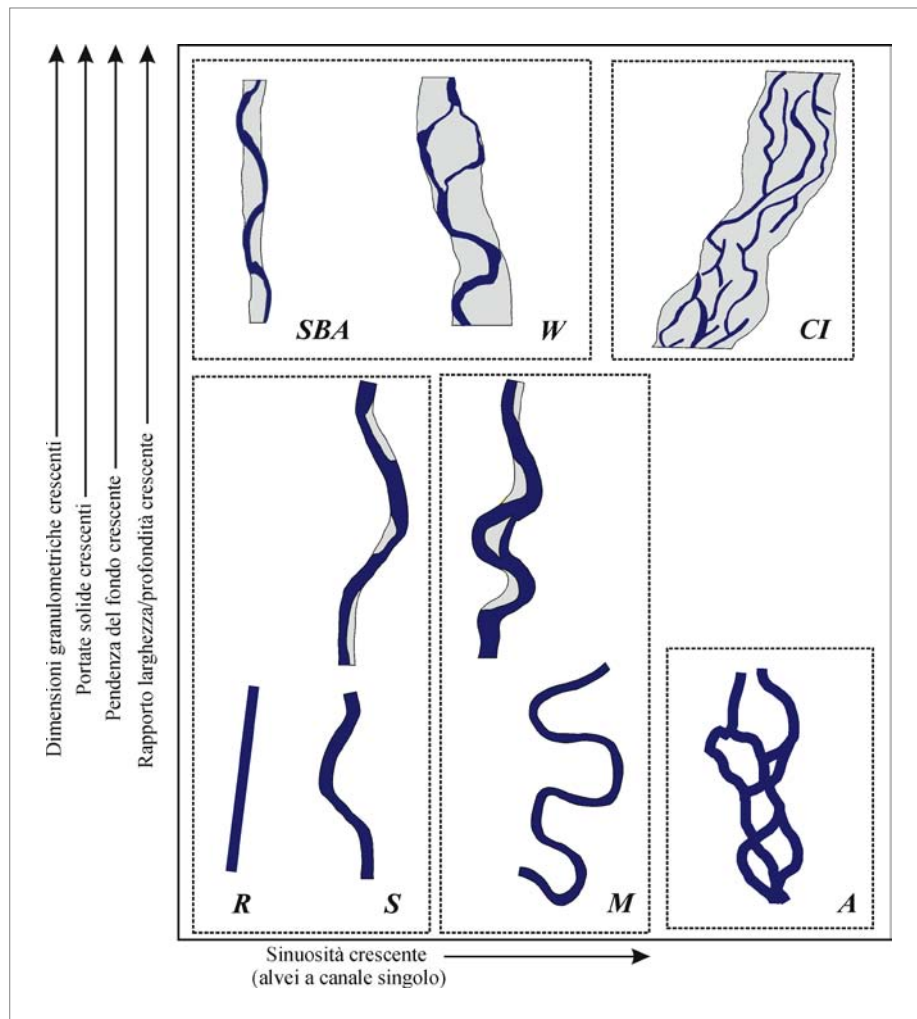 Dimensioni granulometriche crescenti
Portate solide crescenti
Pendenza del fondo crescente
Rapporto larghezza/profondità crescente
SBA
W
CI
R
S
M
A
Sinuosità crescente
(alvei a canale singolo)